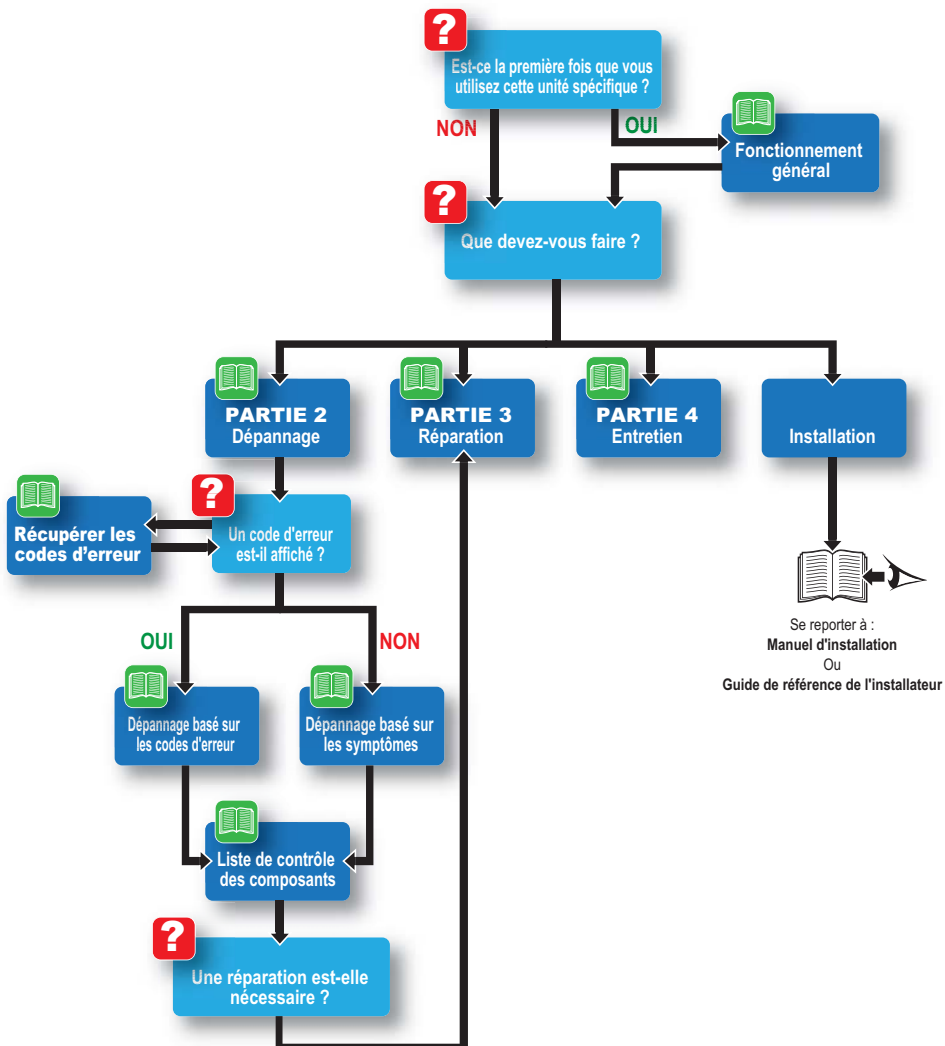 ?
Est-ce la première fois que vous
utilisez cette unité spécifique ?
NON
OUI
Fonctionnement
général
?
Que devez-vous faire ?
PARTIE 2
Dépannage
PARTIE 3
Réparation
PARTIE 4
Entretien
Installation
Récupérer les
codes d'erreur
?
Un code d'erreur
est-il affiché ?
Se reporter à :
Manuel d'installation
Ou
Guide de référence de l'installateur
OUI
NON
Dépannage basé sur
les codes d'erreur
Dépannage basé sur
les symptômes
Liste de contrôle
des composants
?
Une réparation est-elle
nécessaire ?